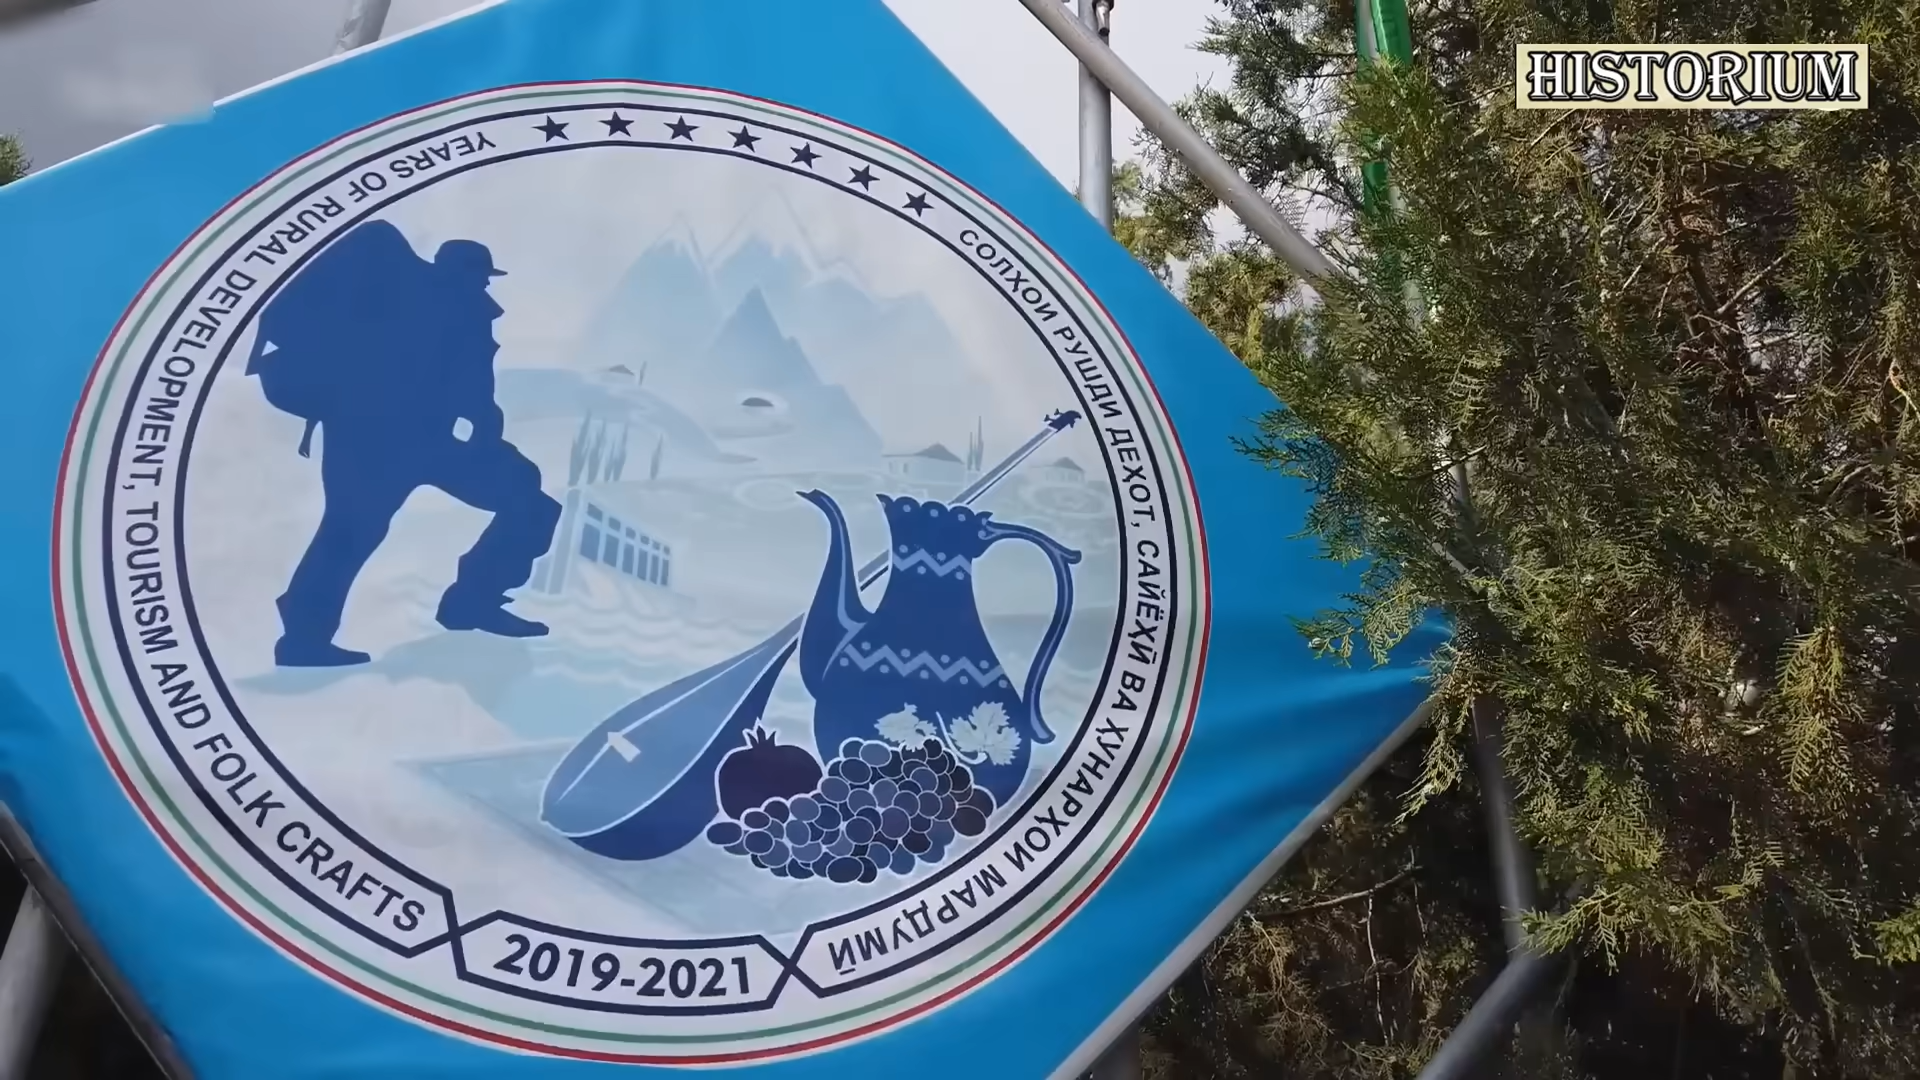 HISTORIUM
YEARS OF RURAL DEVELOPMENT, TOURISM AND FOLK CRAFTS
СОЛҲОИ РУШДИ ДЕҲОТ, САЙЁҲӢ ВА ҲУНАРҲОИ МАРДУМӢ
2019-2021